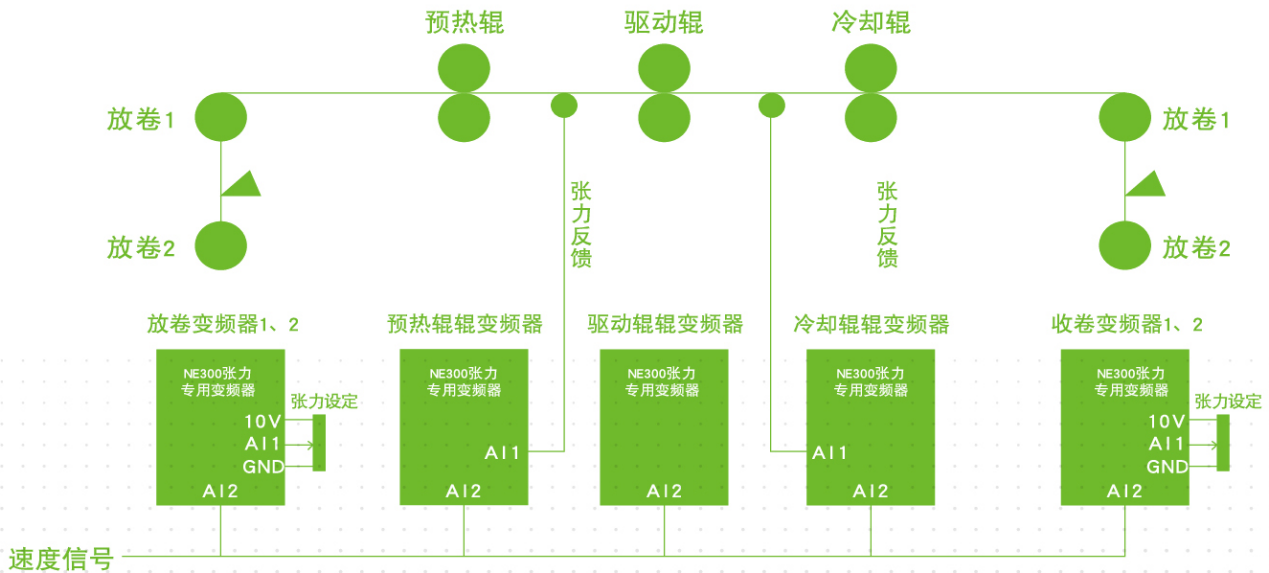 预热辊
驱动辊
冷却辊
放卷1
放卷1
张力反馈
张力反馈
放卷2
放卷2
放卷变频器1、2
预热辊辊变频器
驱动辊辊变频器
冷却辊辊变频器
收卷变频器1、2
NE300张力
专用变频器
NE300张力
专用变频器
NE300张力
专用变频器
NE300张力
专用变频器
NE300张力
专用变频器
张力设定
张力设定
10V
AI1
GND
AI2
AI1
AI2
AI2
AI1
AI2
10V
AI1
GND
AI2
速度信号